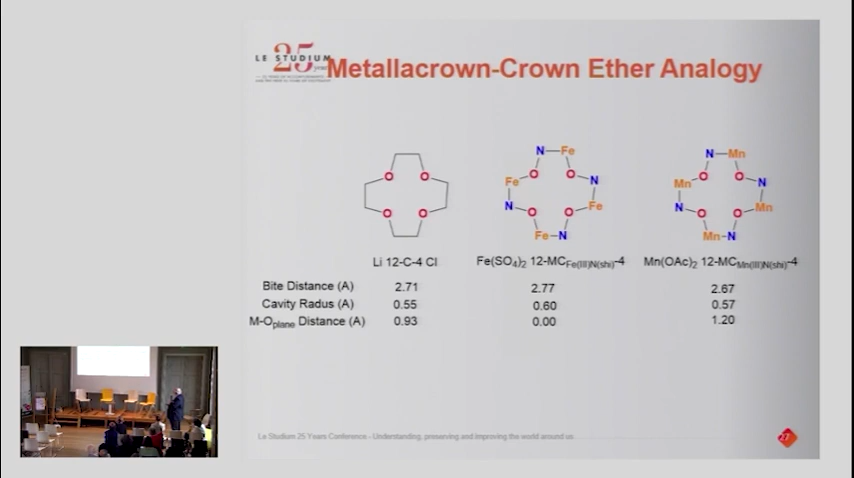 LE STUDIUM
25
years
Metallacrown-Crown Ether Analogy
N Fe
O O
Fe N
O O
N Fe
O O
Fe N
N Mn
Mn O O N
N O O Mn
Mn N
Li 12-C-4 Cl
Fe(SO4)2 12-MCFe(III)N(shi)-4
Mn(OAc)2 12-MCMn(III)N(shi)-4
Bite Distance (A) 2.71 2.77 2.67
Cavity Radus (A) 0.55 0.60 0.57
M-Oplane Distance (A) 0.93 0.00 1.20
Le Studium 25 Years Conference - Understanding, preserving and improving the world around us
27